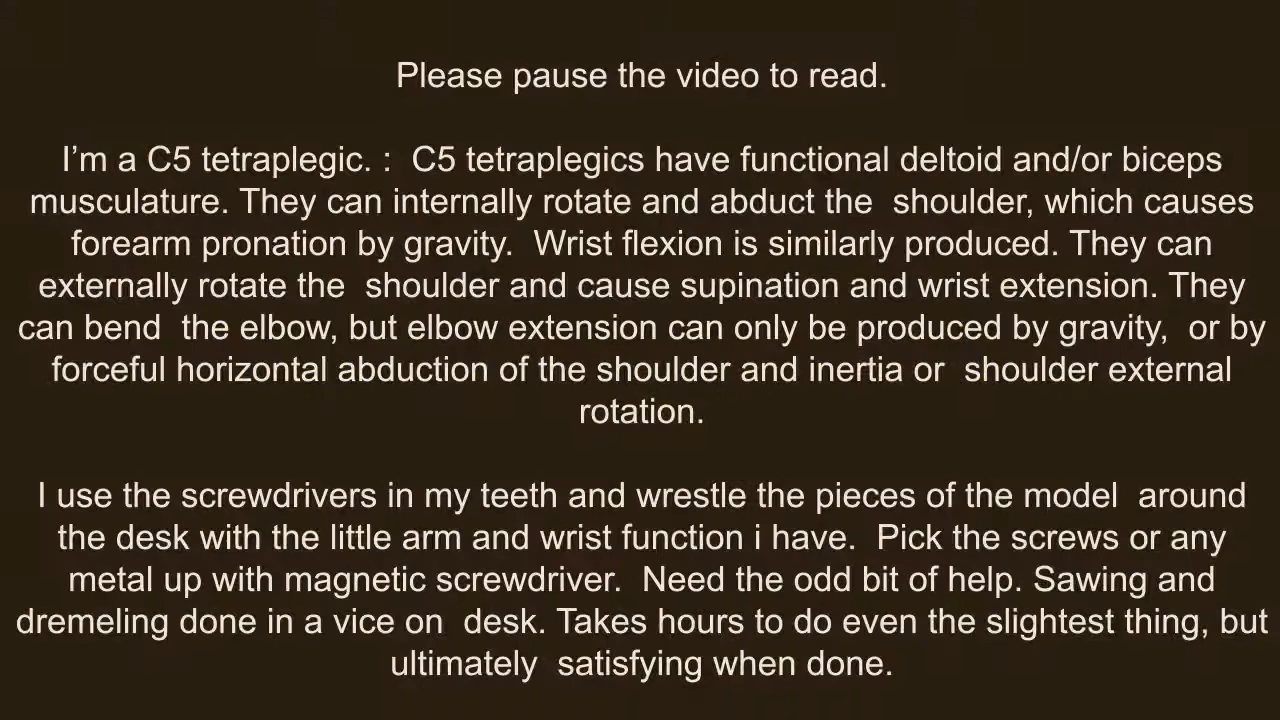 Please pause the video to read.
I’m a C5 tetraplegic. :  C5 tetraplegics have functional deltoid and/or biceps
musculature. They can internally rotate and abduct the  shoulder, which causes
forearm pronation by gravity.  Wrist flexion is similarly produced. They can
externally rotate the  shoulder and cause supination and wrist extension. They
can bend  the elbow, but elbow extension can only be produced by gravity,  or by
forceful horizontal abduction of the shoulder and inertia or  shoulder external
rotation.
I use the screwdrivers in my teeth and wrestle the pieces of the model  around
the desk with the little arm and wrist function i have.  Pick the screws or any
metal up with magnetic screwdriver.  Need the odd bit of help. Sawing and
dremeling done in a vice on  desk. Takes hours to do even the slightest thing, but
ultimately  satisfying when done.